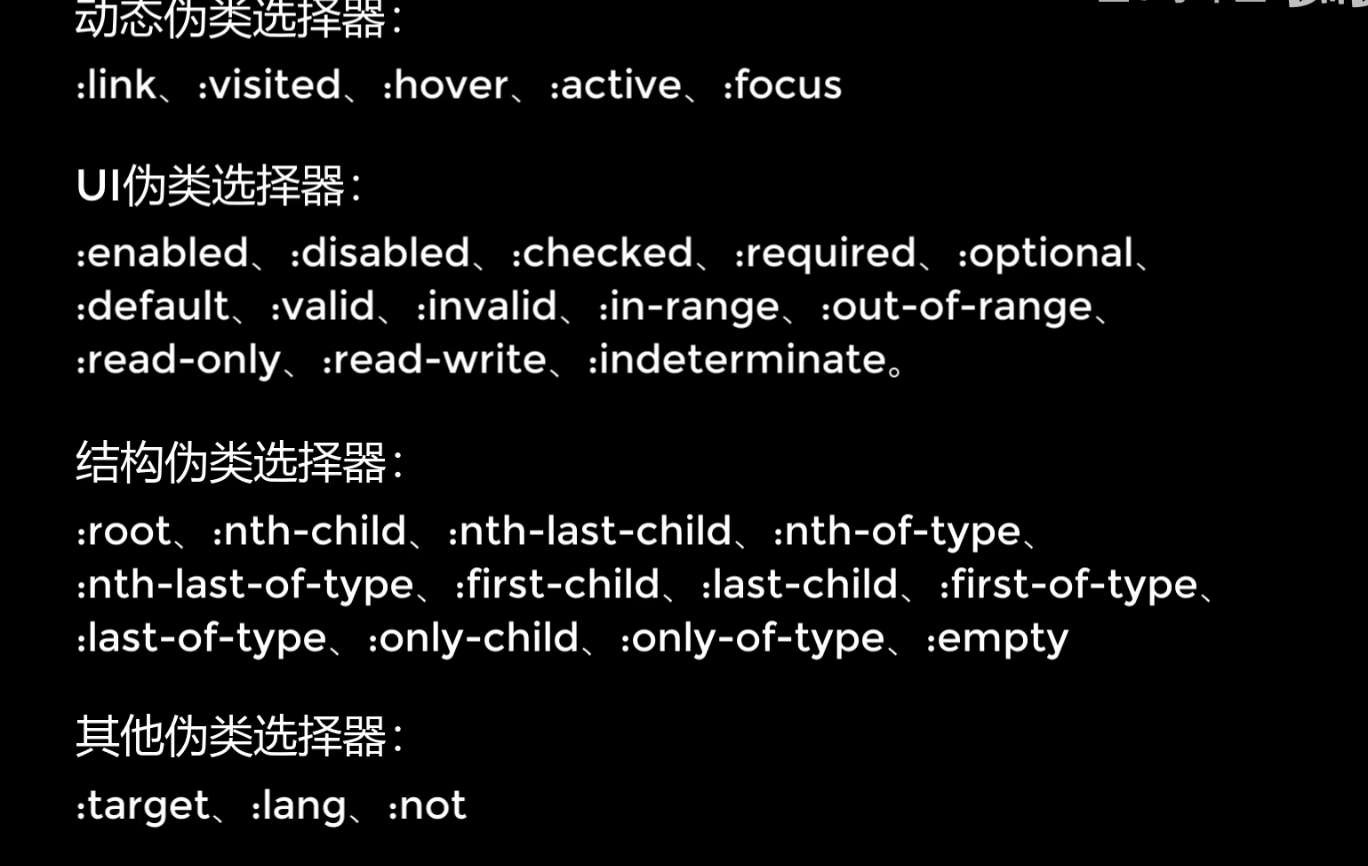 动态伪类选择器：
:link、:visited、:hover、:active、:focus
UI伪类选择器：
:enabled、:disabled、:checked、:required、:optional、
:default、:valid、:invalid、:in-range、:out-of-range、
:read-only、:read-write、:indeterminate。
结构伪类选择器：
:root、:nth-child、:nth-last-child、:nth-of-type、
:nth-last-of-type、:first-child、:last-child、:first-of-type、
:last-of-type、:only-child、:only-of-type、:empty
其他伪类选择器：
:target、:lang、:not